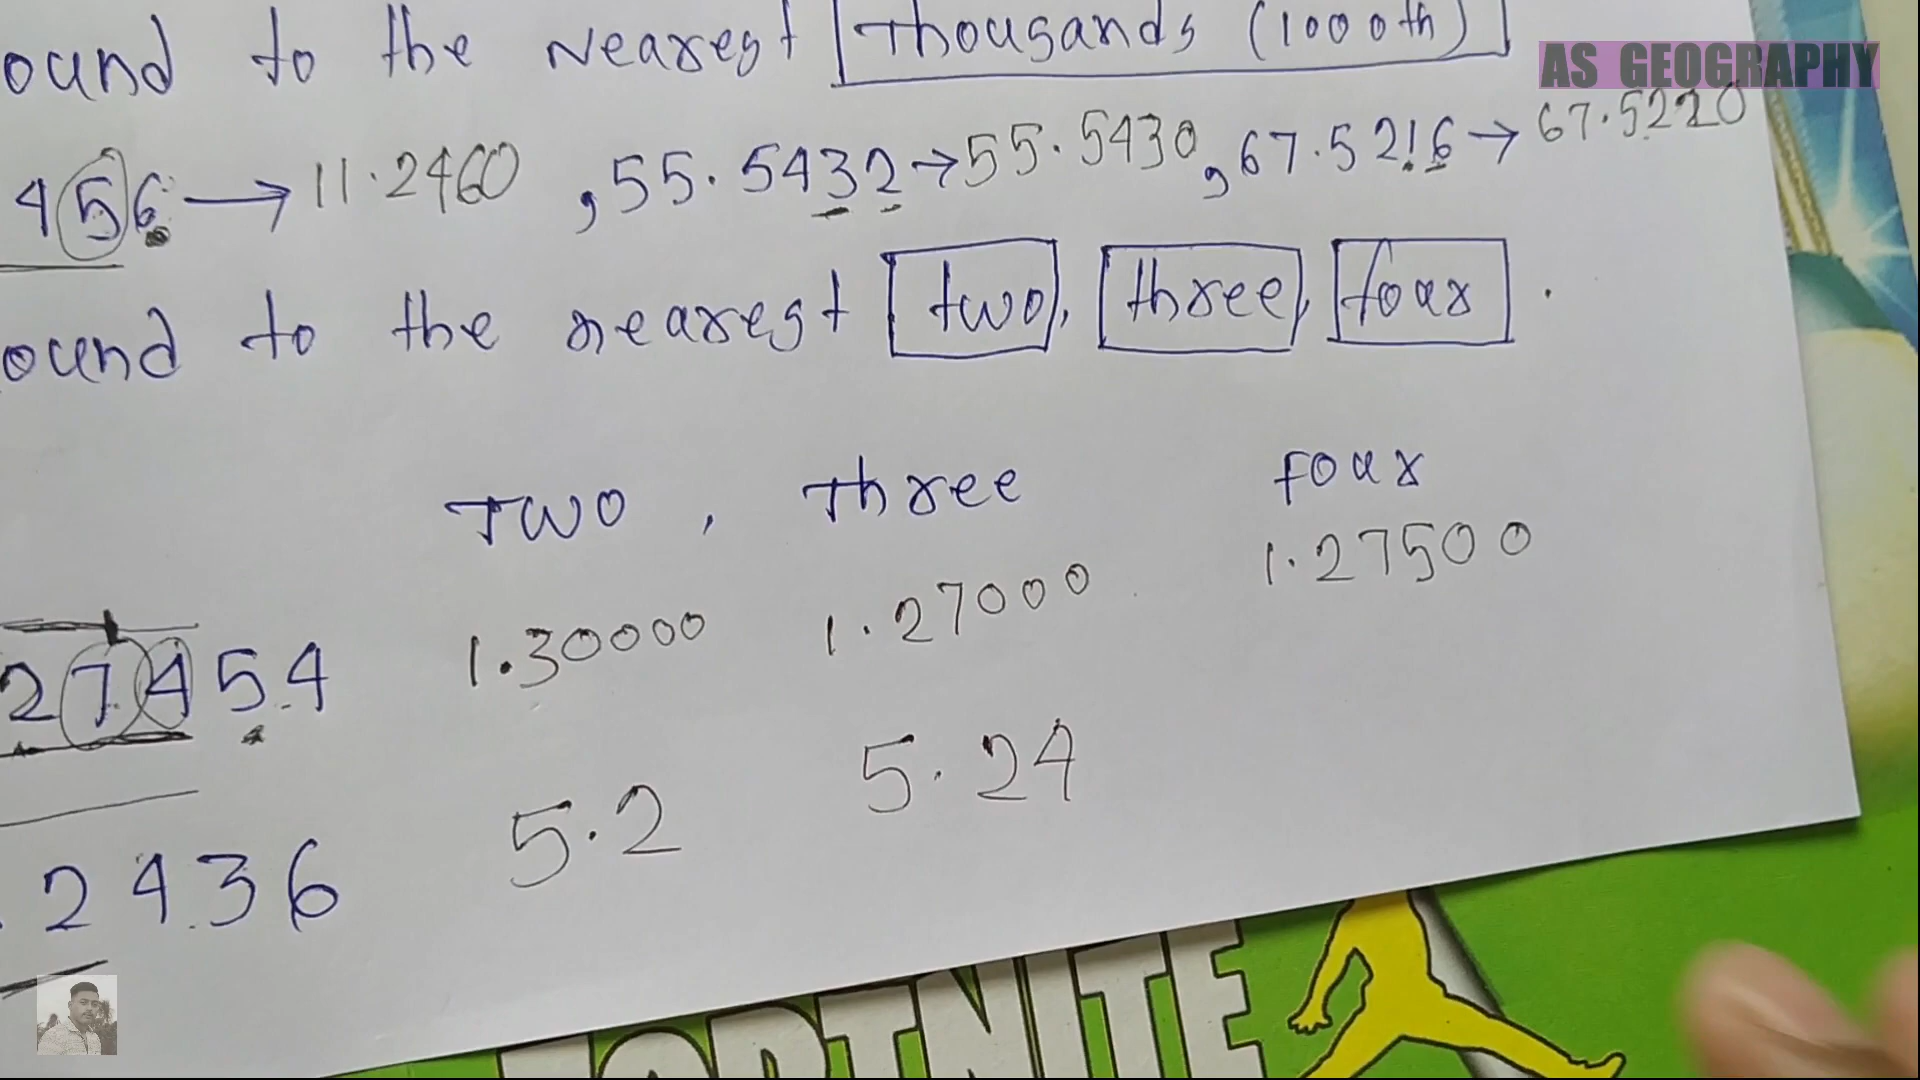 ound to the Nearest Thousands (1000th)
AS GEOGRAPHY
456 → 11.2460 , 55.5432 → 55.5430 , 67.5216 → 67.5220
ound to the nearest two, three, four .
Two , Three Four
27454 1.30000 1.27000 1.27500
.2436 5.2 5.24
FORTNITE